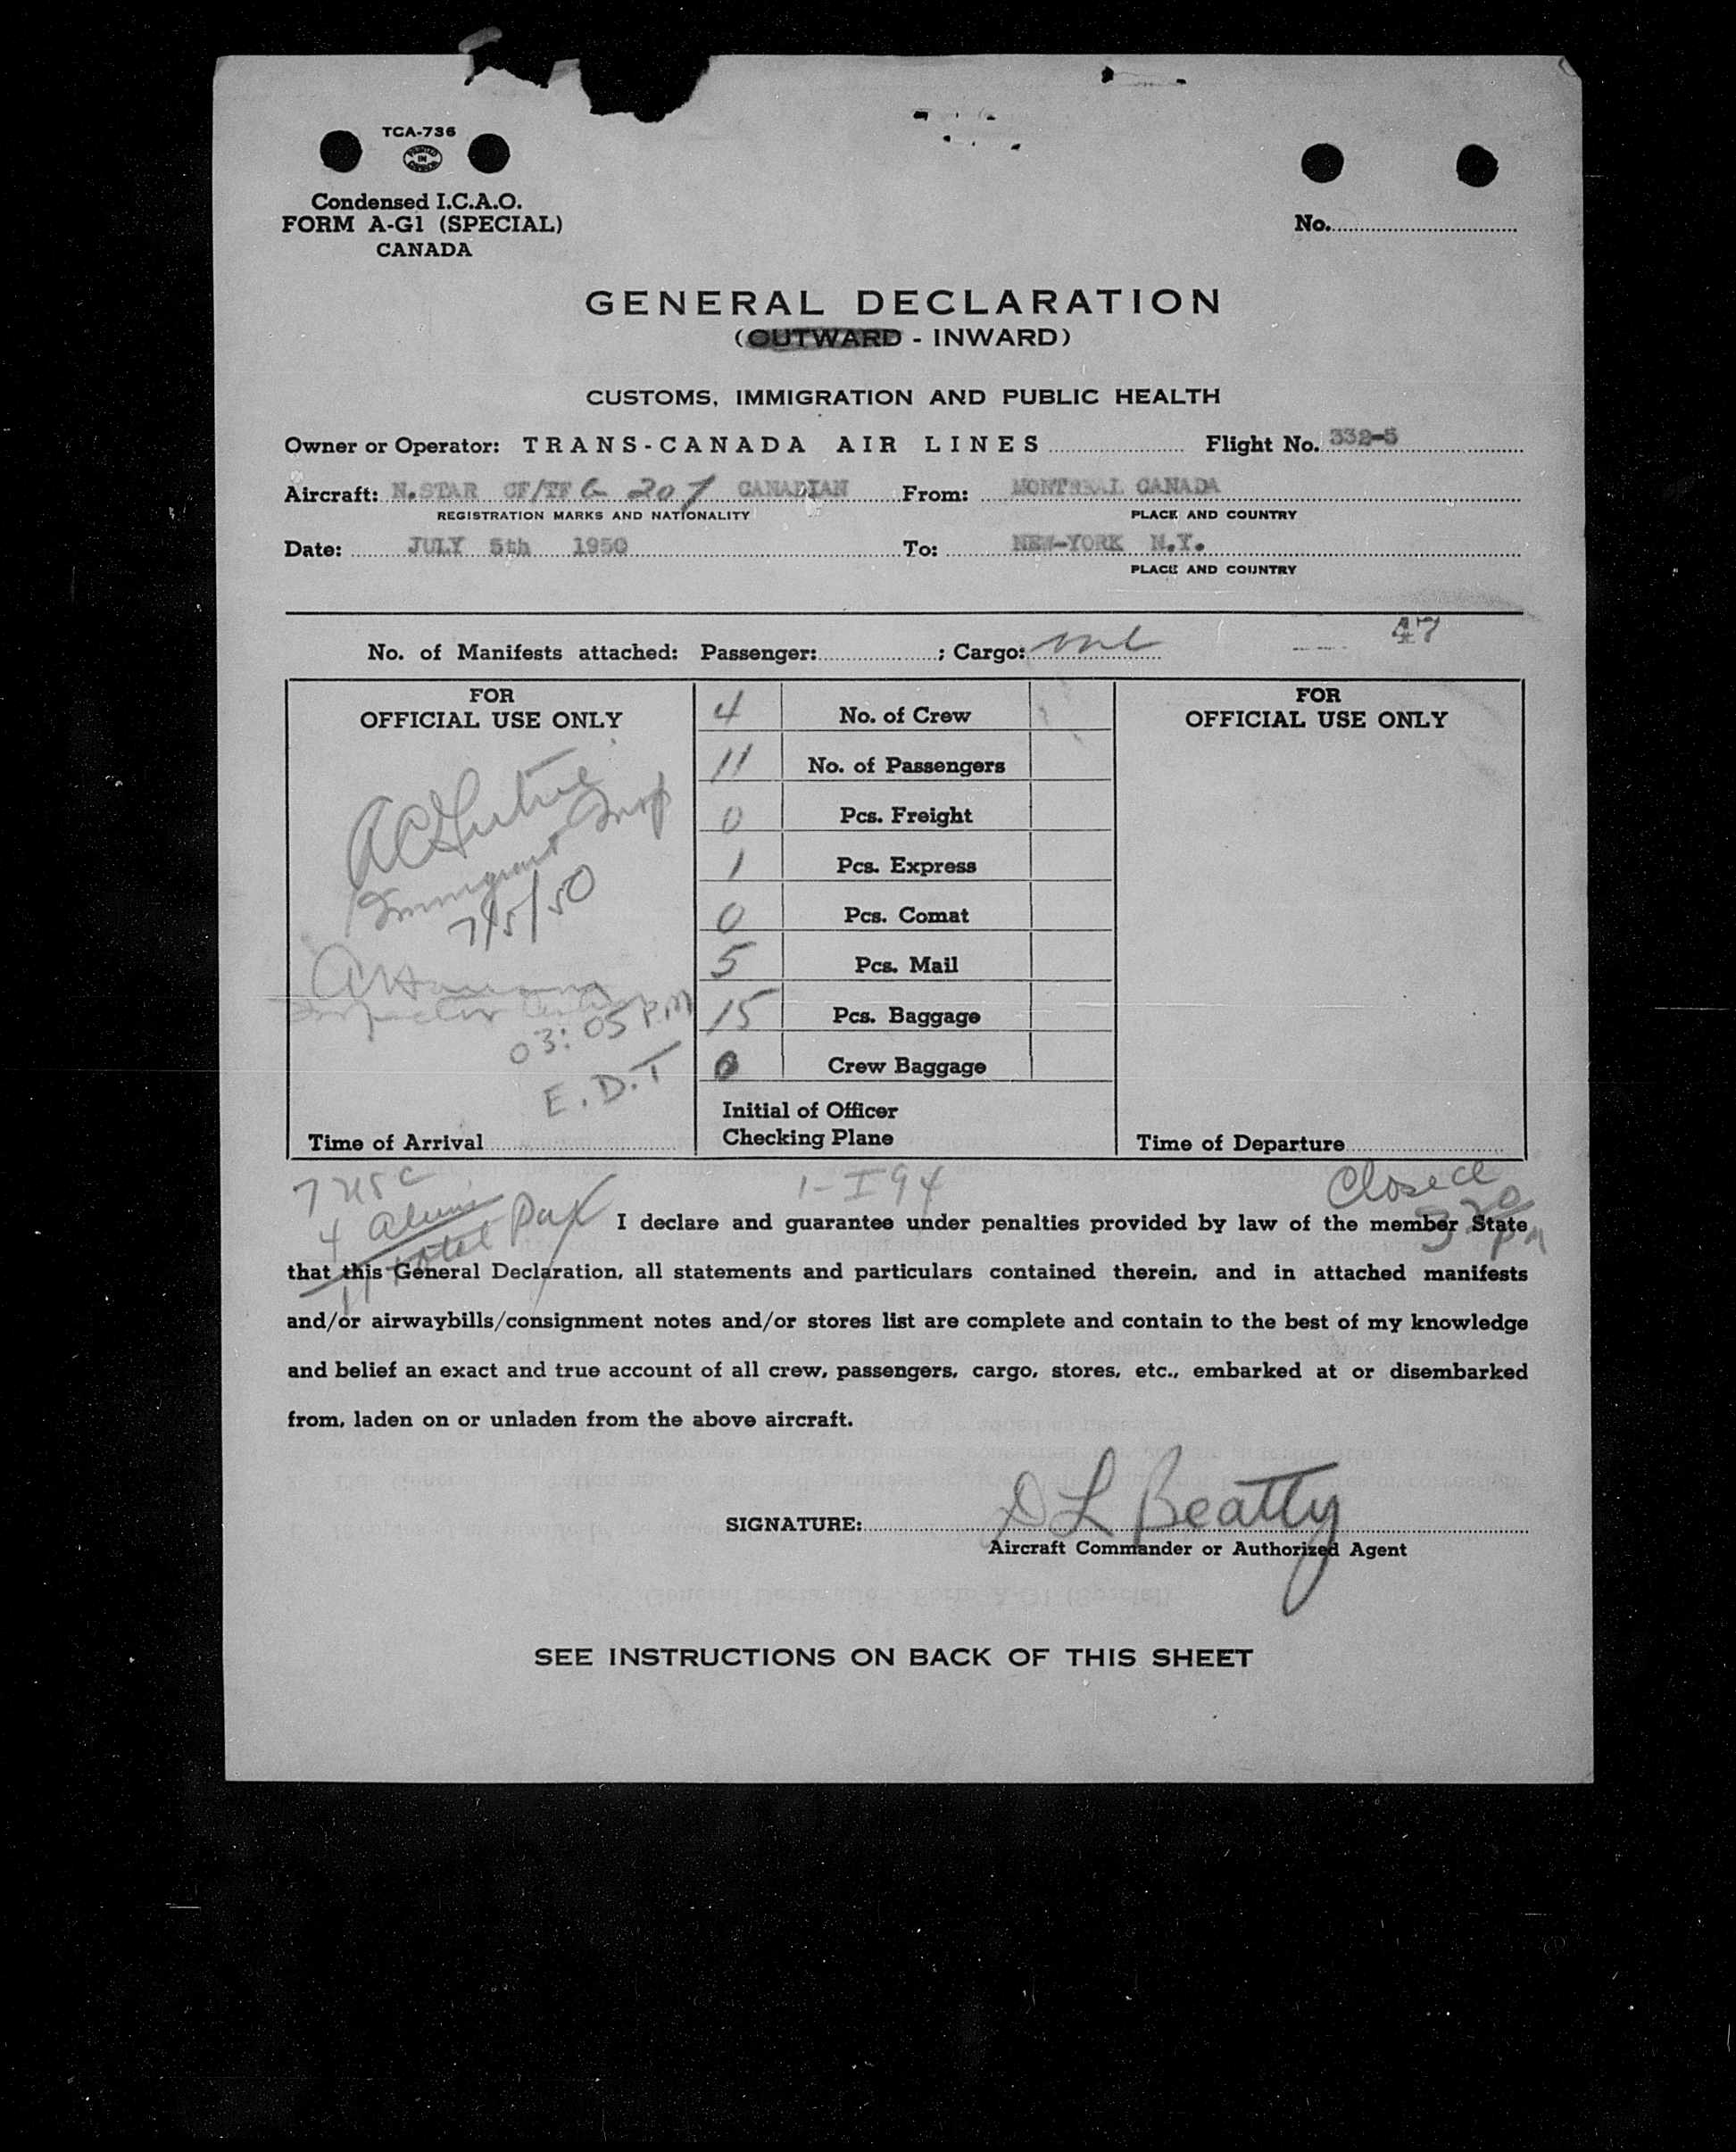 TCA-736
PRINTED IN CANADA
Condensed I.C.A.O.
FORM A-G1 (SPECIAL)
CANADA
No.
GENERAL DECLARATION
(OUTWARD - INWARD)
CUSTOMS, IMMIGRATION AND PUBLIC HEALTH
Owner or Operator: TRANS-CANADA AIR LINES Flight No. 332-5
Aircraft: N.STAR CF/TF G 207 CANADIAN From: MONTREAL CANADA
REGISTRATION MARKS AND NATIONALITY PLACE AND COUNTRY
Date: JULY 5th 1950 To: NEW-YORK N.Y.
PLACE AND COUNTRY
47
No. of Manifests attached: Passenger: ; Cargo: one
FOR
OFFICIAL USE ONLY
Immigrant Insp
7/5/50
03:05 P.M
E.D.T
Time of Arrival
4 No. of Crew
11 No. of Passengers
0 Pcs. Freight
1 Pcs. Express
0 Pcs. Comat
5 Pcs. Mail
15 Pcs. Baggage
0 Crew Baggage
Initial of Officer
Checking Plane
FOR
OFFICIAL USE ONLY
Time of Departure
7 USC
4 Aliens
11 total Pax
1-I94
Closed
3 20 PM
I declare and guarantee under penalties provided by law of the member State
that this General Declaration, all statements and particulars contained therein, and in attached manifests
and/or airwaybills/consignment notes and/or stores list are complete and contain to the best of my knowledge
and belief an exact and true account of all crew, passengers, cargo, stores, etc., embarked at or disembarked
from, laden on or unladen from the above aircraft.
SIGNATURE: D L Beatty
Aircraft Commander or Authorized Agent
SEE INSTRUCTIONS ON BACK OF THIS SHEET